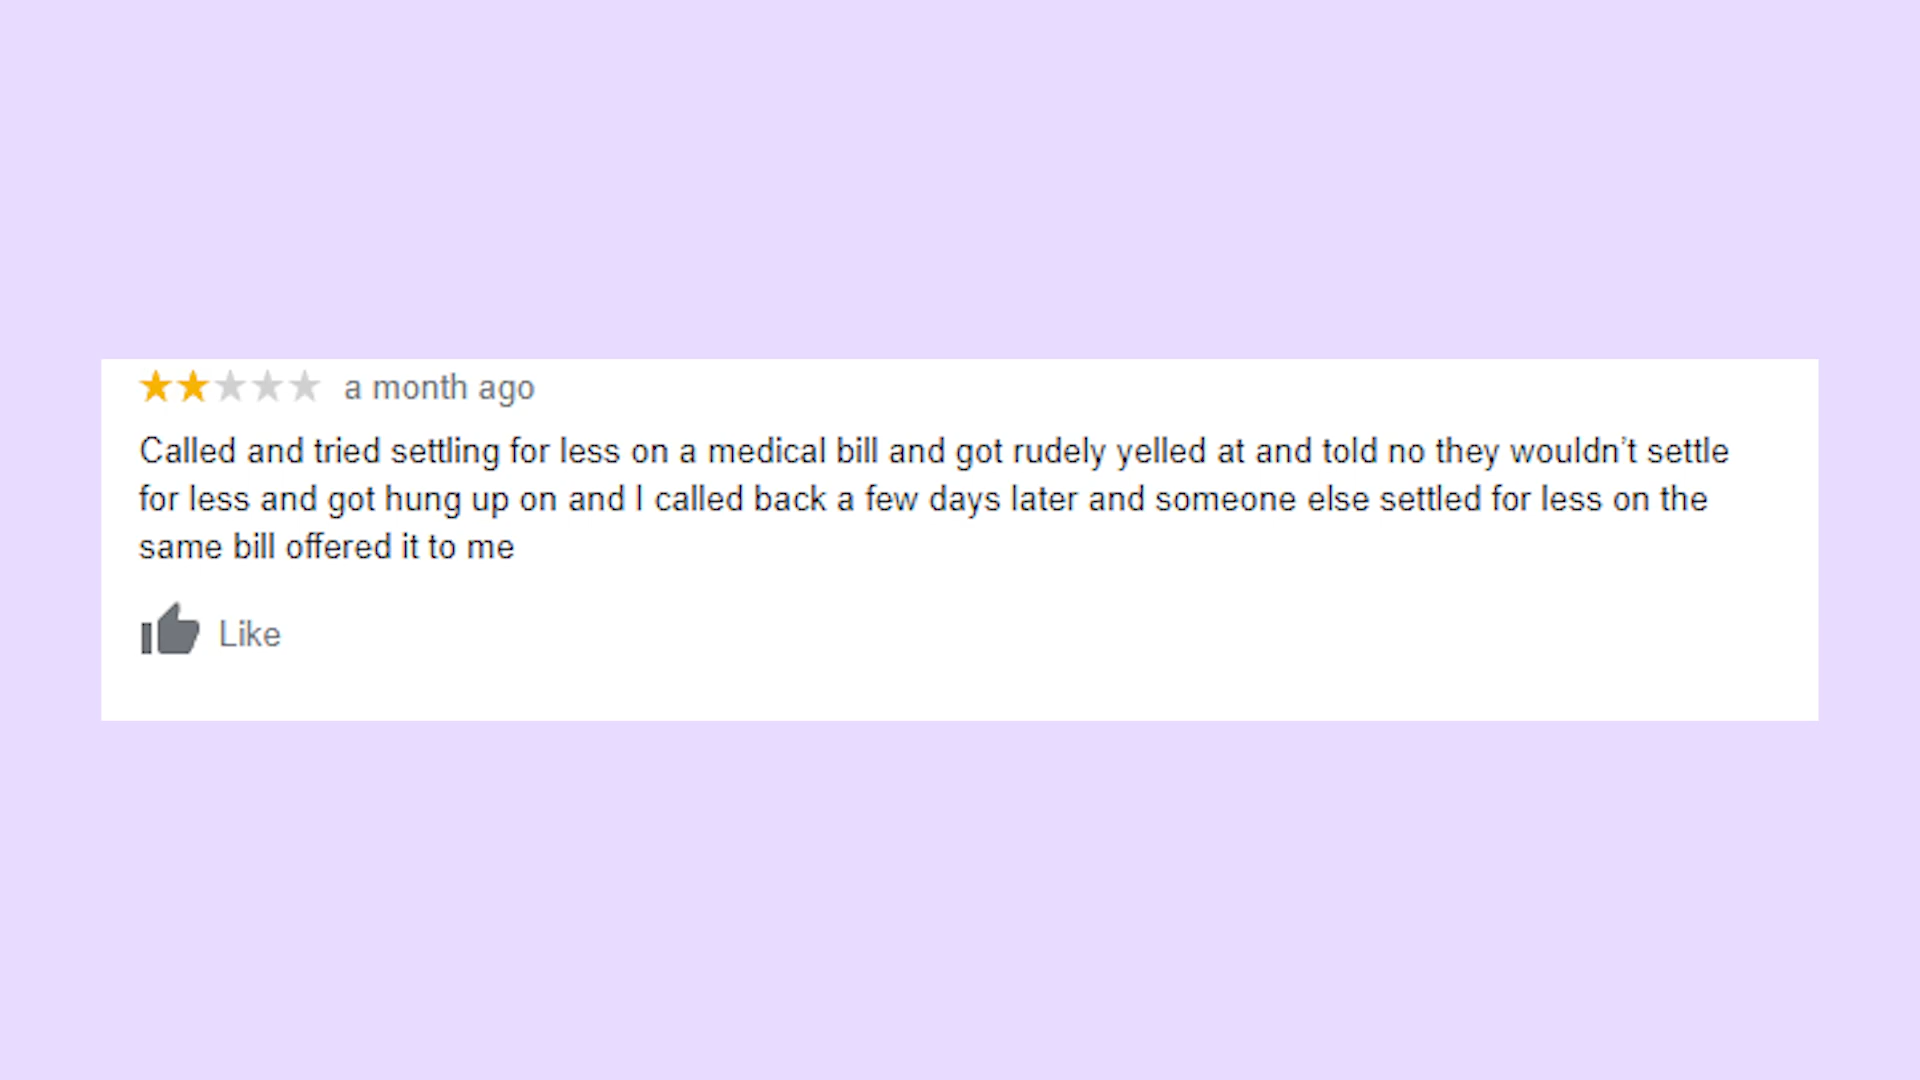 a month ago
Called and tried settling for less on a medical bill and got rudely yelled at and told no they wouldn't settle
for less and got hung up on and I called back a few days later and someone else settled for less on the
same bill offered it to me
Like